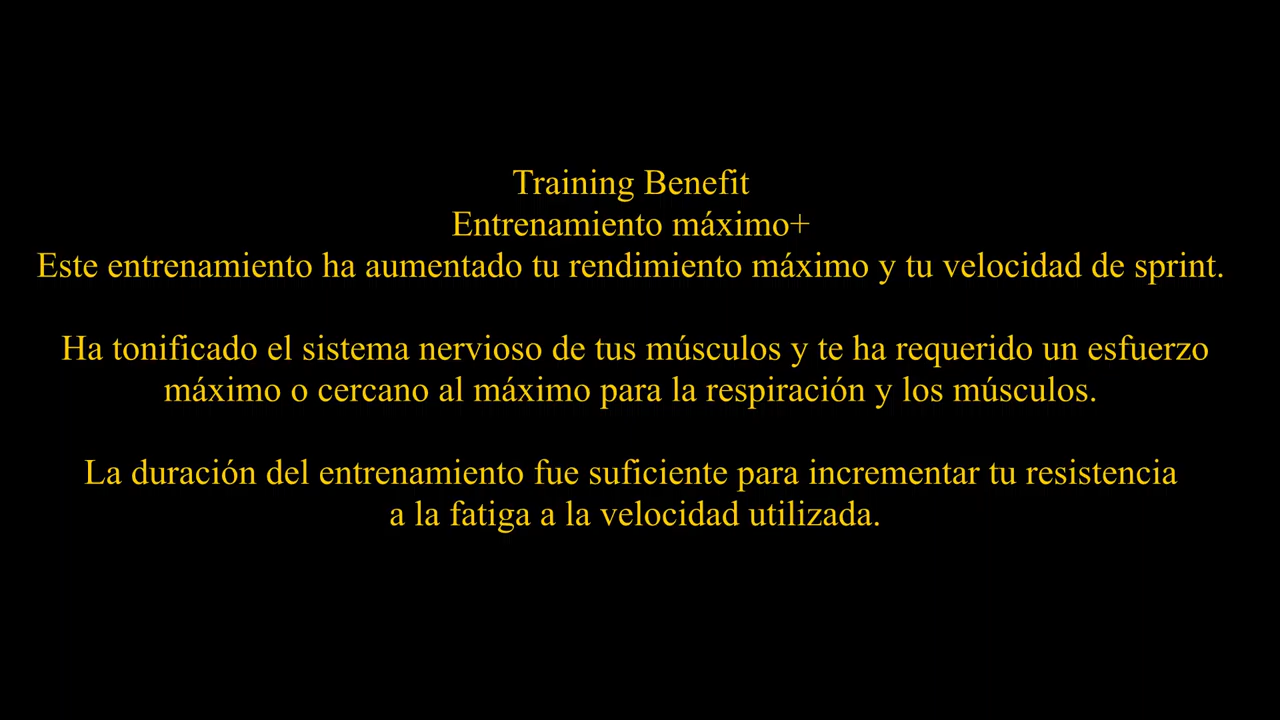 Training Benefit
Entrenamiento máximo+
Este entrenamiento ha aumentado tu rendimiento máximo y tu velocidad de sprint.
Ha tonificado el sistema nervioso de tus músculos y te ha requerido un esfuerzo
máximo o cercano al máximo para la respiración y los músculos.
La duración del entrenamiento fue suficiente para incrementar tu resistencia
a la fatiga a la velocidad utilizada.